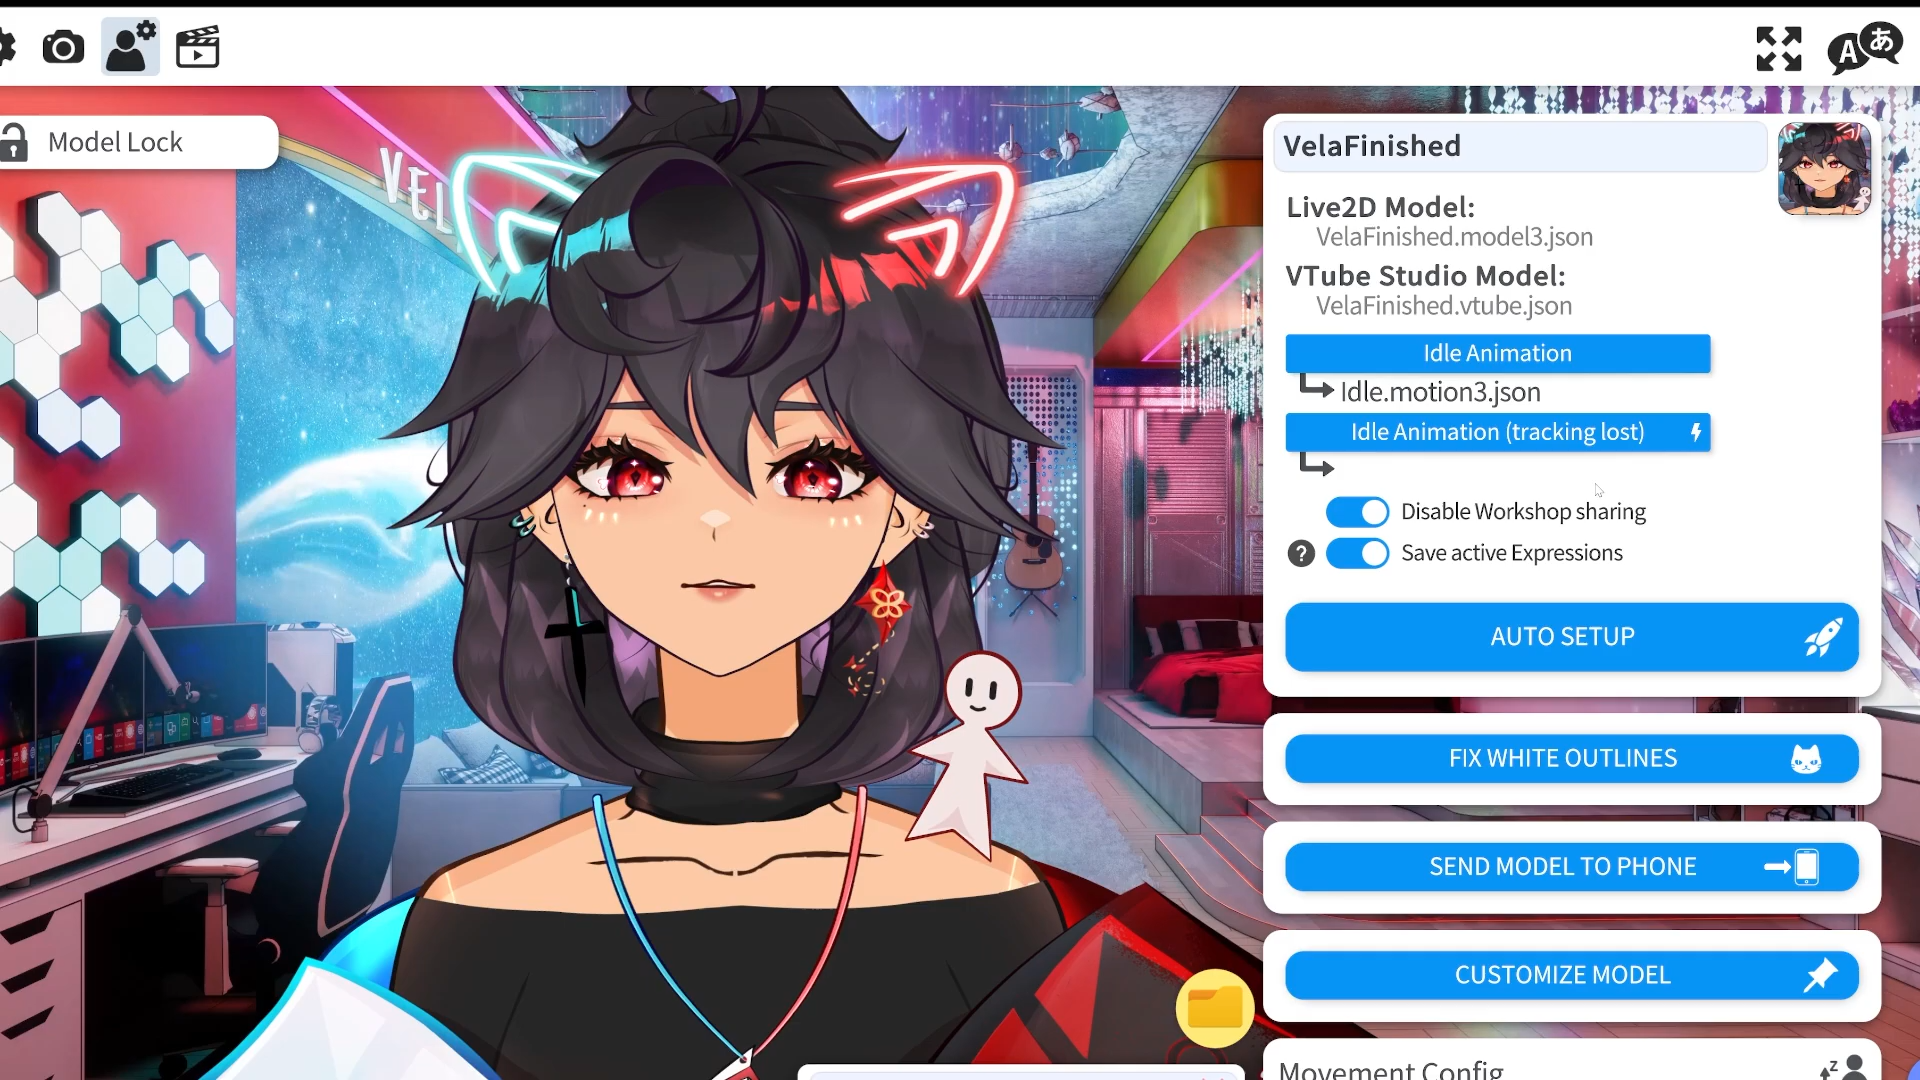 A あ
Model Lock
VEL
VelaFinished
Live2D Model:
VelaFinished.model3.json
VTube Studio Model:
VelaFinished.vtube.json
Idle Animation
Idle.motion3.json
Idle Animation (tracking lost)
Disable Workshop sharing
? Save active Expressions
AUTO SETUP
FIX WHITE OUTLINES
SEND MODEL TO PHONE
CUSTOMIZE MODEL
Movement Config
z